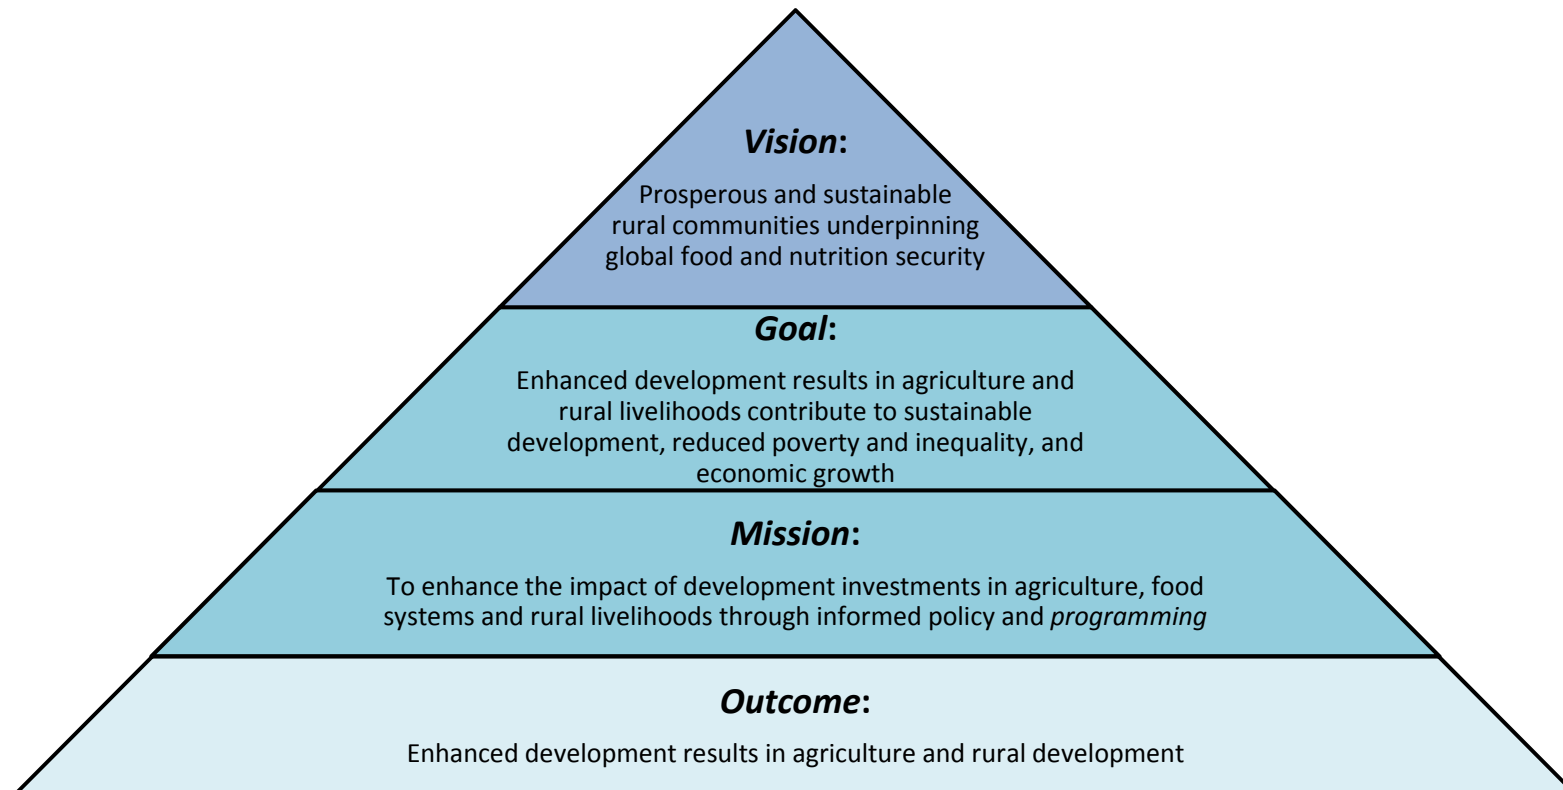 Vision:
Prosperous and sustainable
rural communities underpinning
global food and nutrition security
Goal:
Enhanced development results in agriculture and
rural livelihoods contribute to sustainable
development, reduced poverty and inequality, and
economic growth
Mission:
To enhance the impact of development investments in agriculture, food
systems and rural livelihoods through informed policy and programming
Outcome:
Enhanced development results in agriculture and rural development